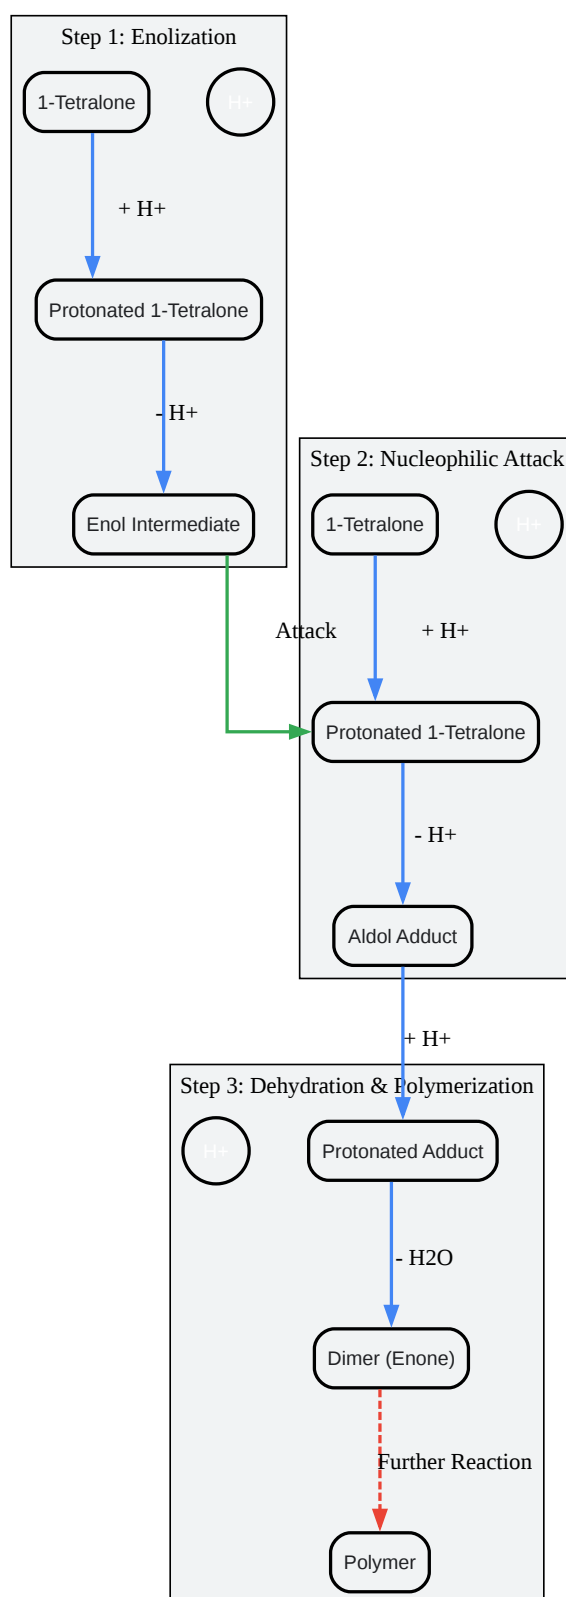 Step 1: Enolization
1-Tetralone
H+
+ H+
Protonated 1-Tetralone
- H+
Enol Intermediate
Step 2: Nucleophilic Attack
1-Tetralone
H+
Attack
+ H+
Protonated 1-Tetralone
- H+
Aldol Adduct
+ H+
Step 3: Dehydration & Polymerization
H+
Protonated Adduct
- H2O
Dimer (Enone)
Further Reaction
Polymer